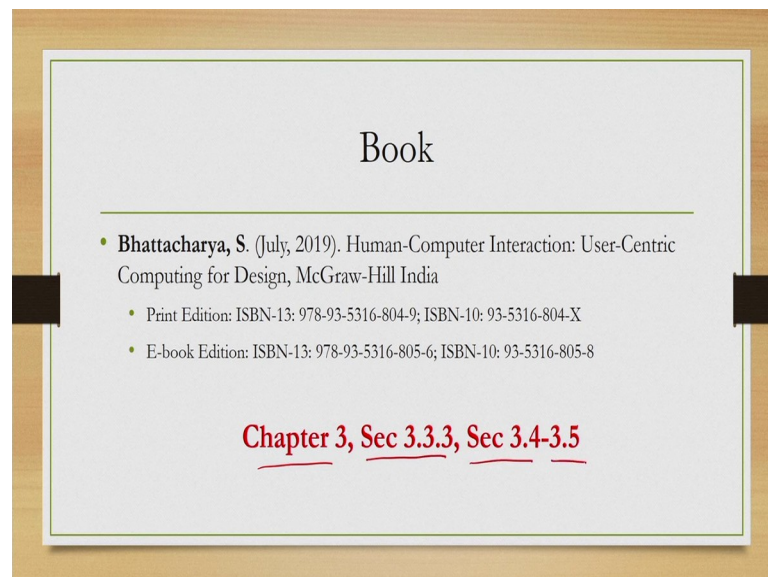 Book
Bhattacharya, S. (July, 2019). Human-Computer Interaction: User-Centric
Computing for Design, McGraw-Hill India
Print Edition: ISBN-13: 978-93-5316-804-9; ISBN-10: 93-5316-804-X
E-book Edition: ISBN-13: 978-93-5316-805-6; ISBN-10: 93-5316-805-8
Chapter 3, Sec 3.3.3, Sec 3.4-3.5